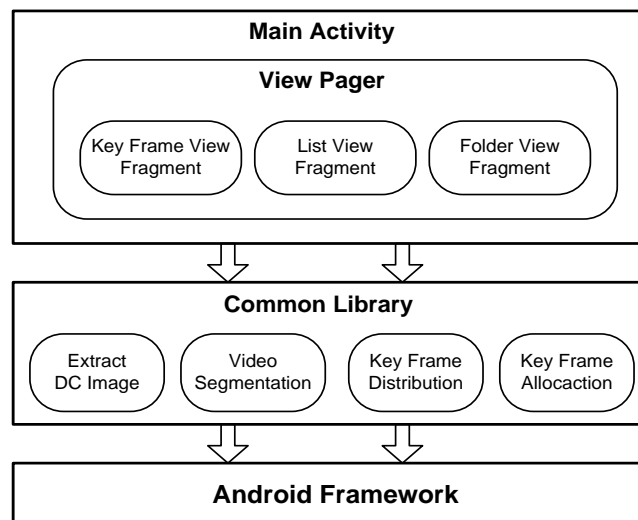 Main Activity
View Pager
Key Frame View
Fragment
List View
Fragment
Folder View
Fragment
Common Library
Extract
DC Image
Video
Segmentation
Key Frame
Distribution
Key Frame
Allocaction
Android Framework